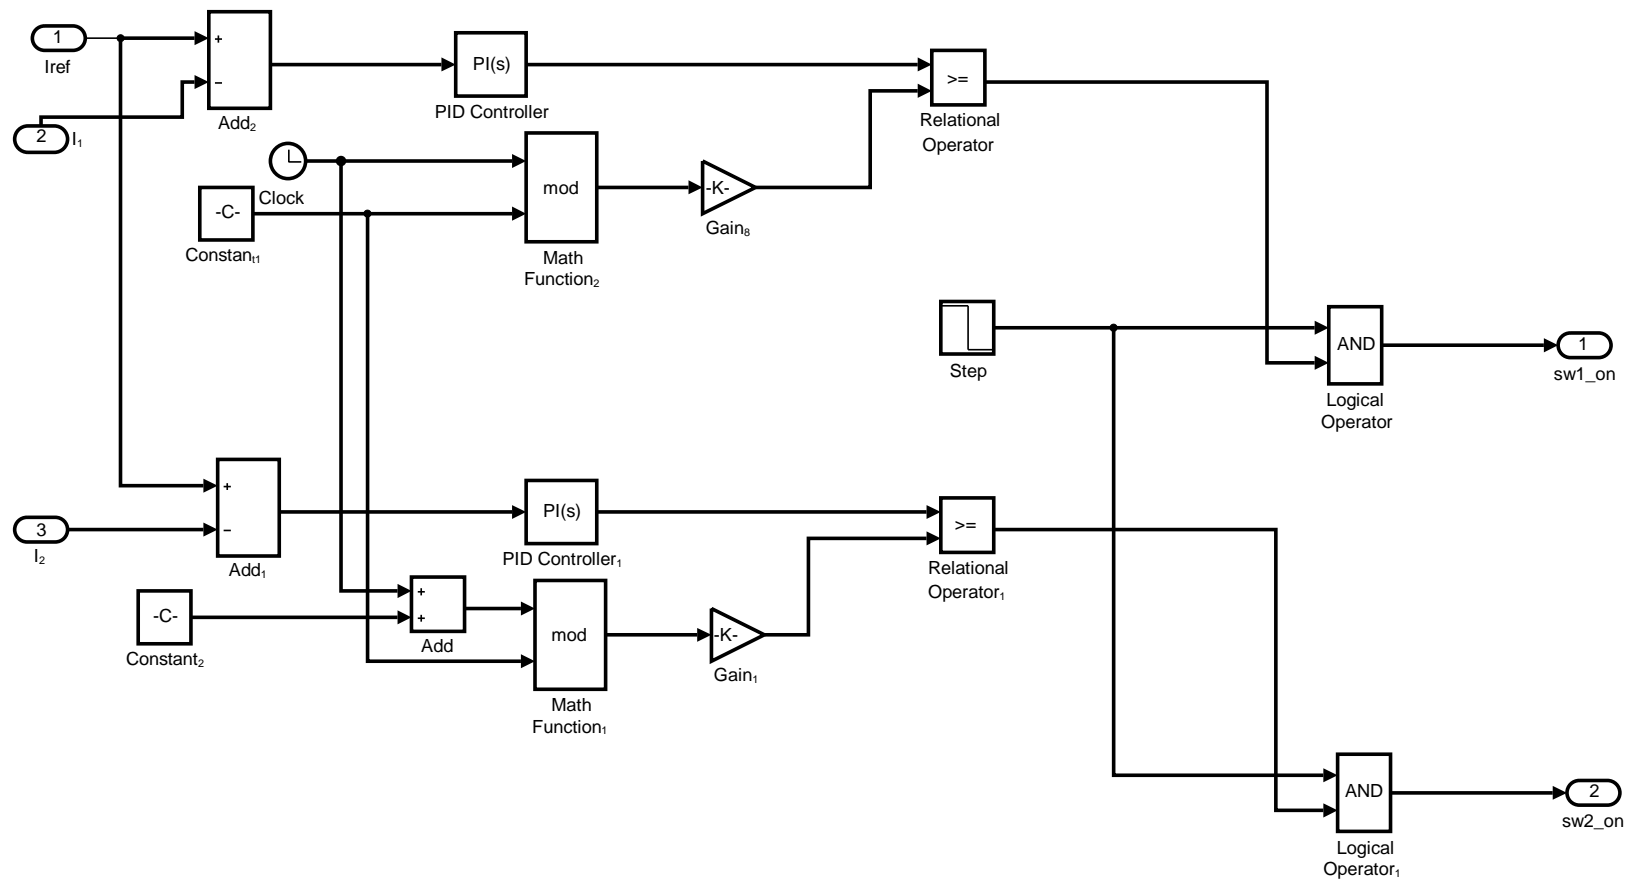 1
Iref
+
−
Add₂
PI(s)
PID Controller
>=
Relational
Operator
2
I₁
Clock
-C-
Constanₜ₁
mod
Math
Function₂
-K-
Gain₈
Step
AND
Logical
Operator
1
sw1_on
+
−
Add₁
3
I₂
PI(s)
PID Controller₁
>=
Relational
Operator₁
-C-
Constant₂
+
+
Add
mod
Math
Function₁
-K-
Gain₁
AND
Logical
Operator₁
2
sw2_on